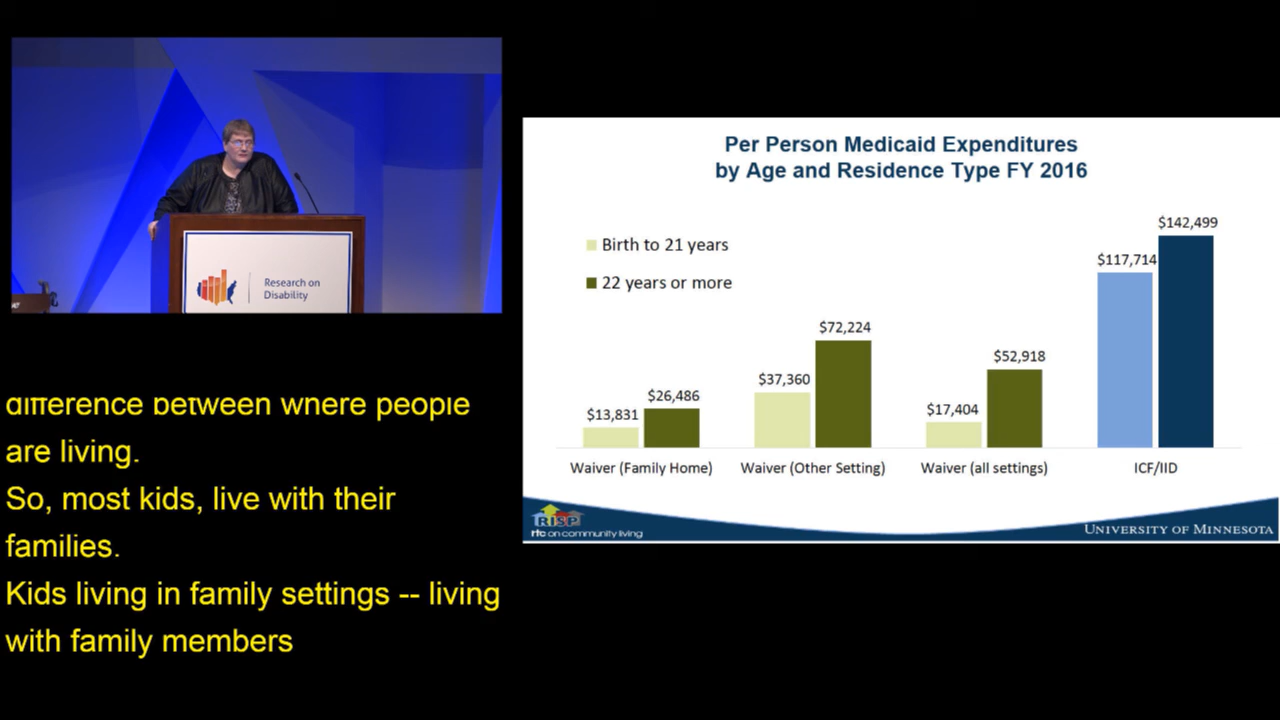 Research on
Disability
difference between where people
are living.
So, most kids, live with their
families.
Kids living in family settings -- living
with family members
Per Person Medicaid Expenditures
by Age and Residence Type FY 2016
Birth to 21 years
22 years or more
$13,831
$26,486
$37,360
$72,224
$17,404
$52,918
$117,714
$142,499
Waiver (Family Home)
Waiver (Other Setting)
Waiver (all settings)
ICF/IID
RISP
rtc on community living
UNIVERSITY OF MINNESOTA